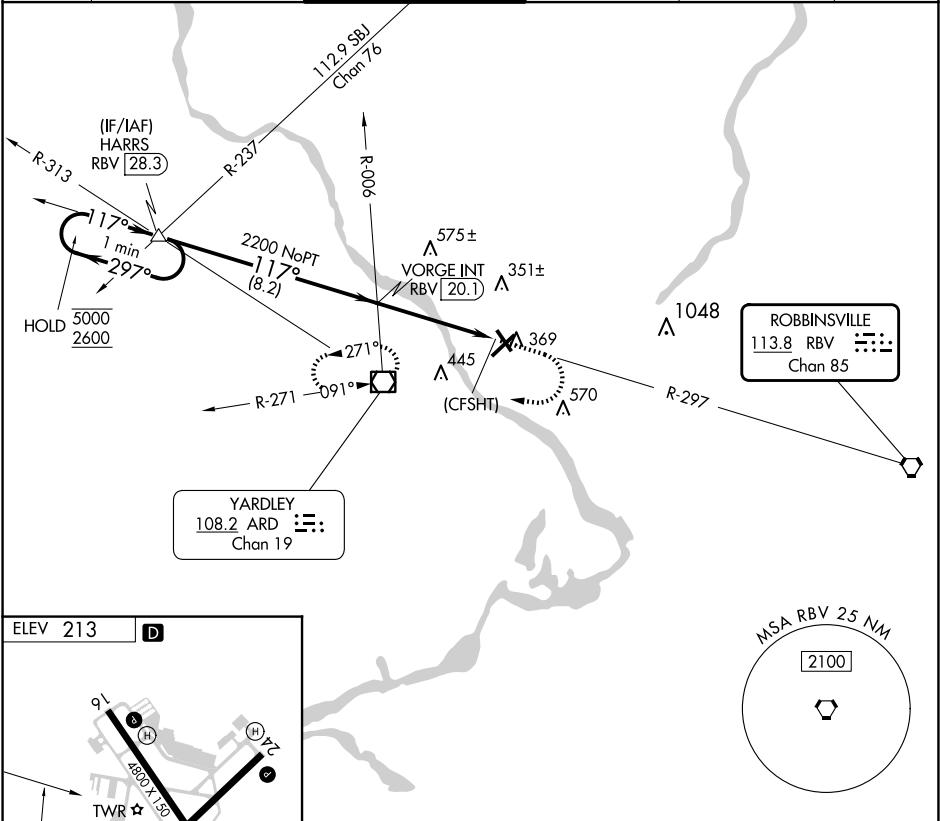 112.9 SBJ
Chan 76
(IF/IAF)
HARRS
RBV 28.3
R-313
R-237
R-006
117°
1 min
297°
2200 NoPT
117°
(8.2)
575±
VORGE INT
RBV 20.1
351±
HOLD 5000
2600
1048
ROBBINSVILLE
113.8 RBV
Chan 85
369
271°
445
R-271
091°
(CFSHT)
570
R-297
YARDLEY
108.2 ARD
Chan 19
ELEV 213 D
MSA RBV 25 NM
2100
16
P
H
H
24
P
4800 X 150
TWR